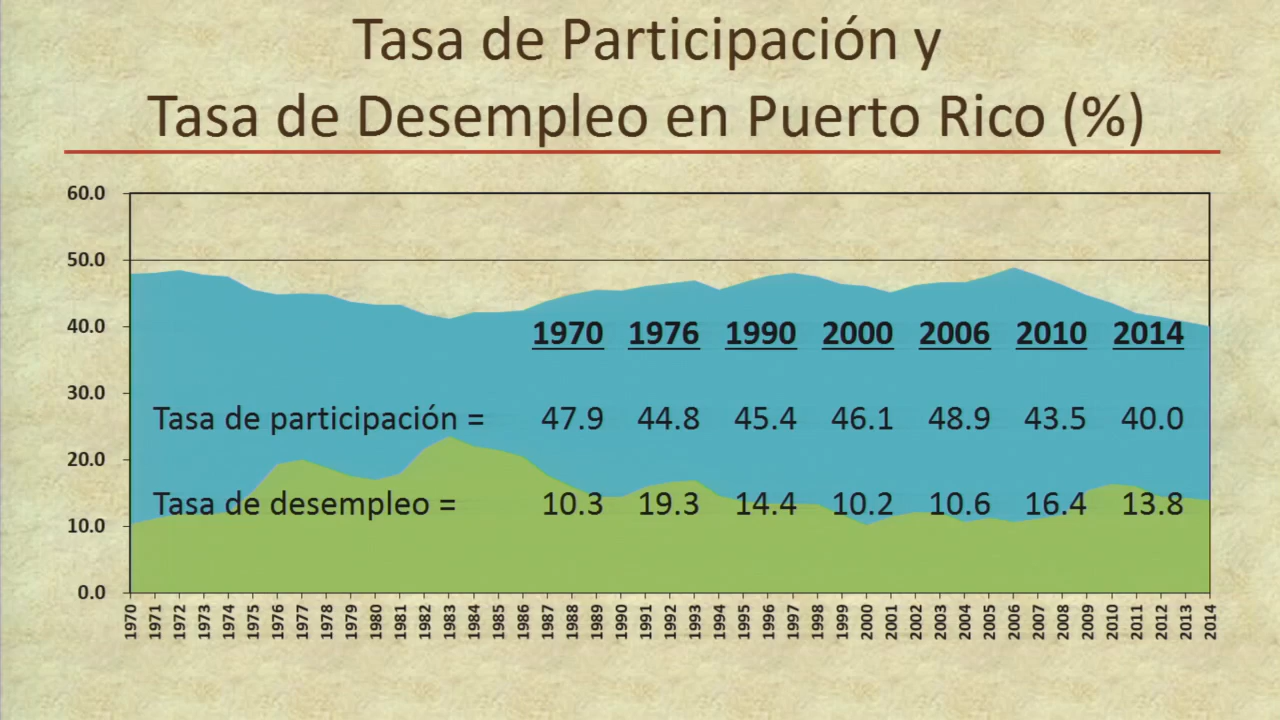 Tasa de Participación y
Tasa de Desempleo en Puerto Rico (%)
60.0
50.0
40.0
30.0
20.0
10.0
0.0
1970 1976 1990 2000 2006 2010 2014
Tasa de participación = 47.9 44.8 45.4 46.1 48.9 43.5 40.0
Tasa de desempleo = 10.3 19.3 14.4 10.2 10.6 16.4 13.8
1970 1971 1972 1973 1974 1975 1976 1977 1978 1979 1980 1981 1982 1983 1984 1985 1986 1987 1988 1989 1990 1991 1992 1993 1994 1995 1996 1997 1998 1999 2000 2001 2002 2003 2004 2005 2006 2007 2008 2009 2010 2011 2012 2013 2014